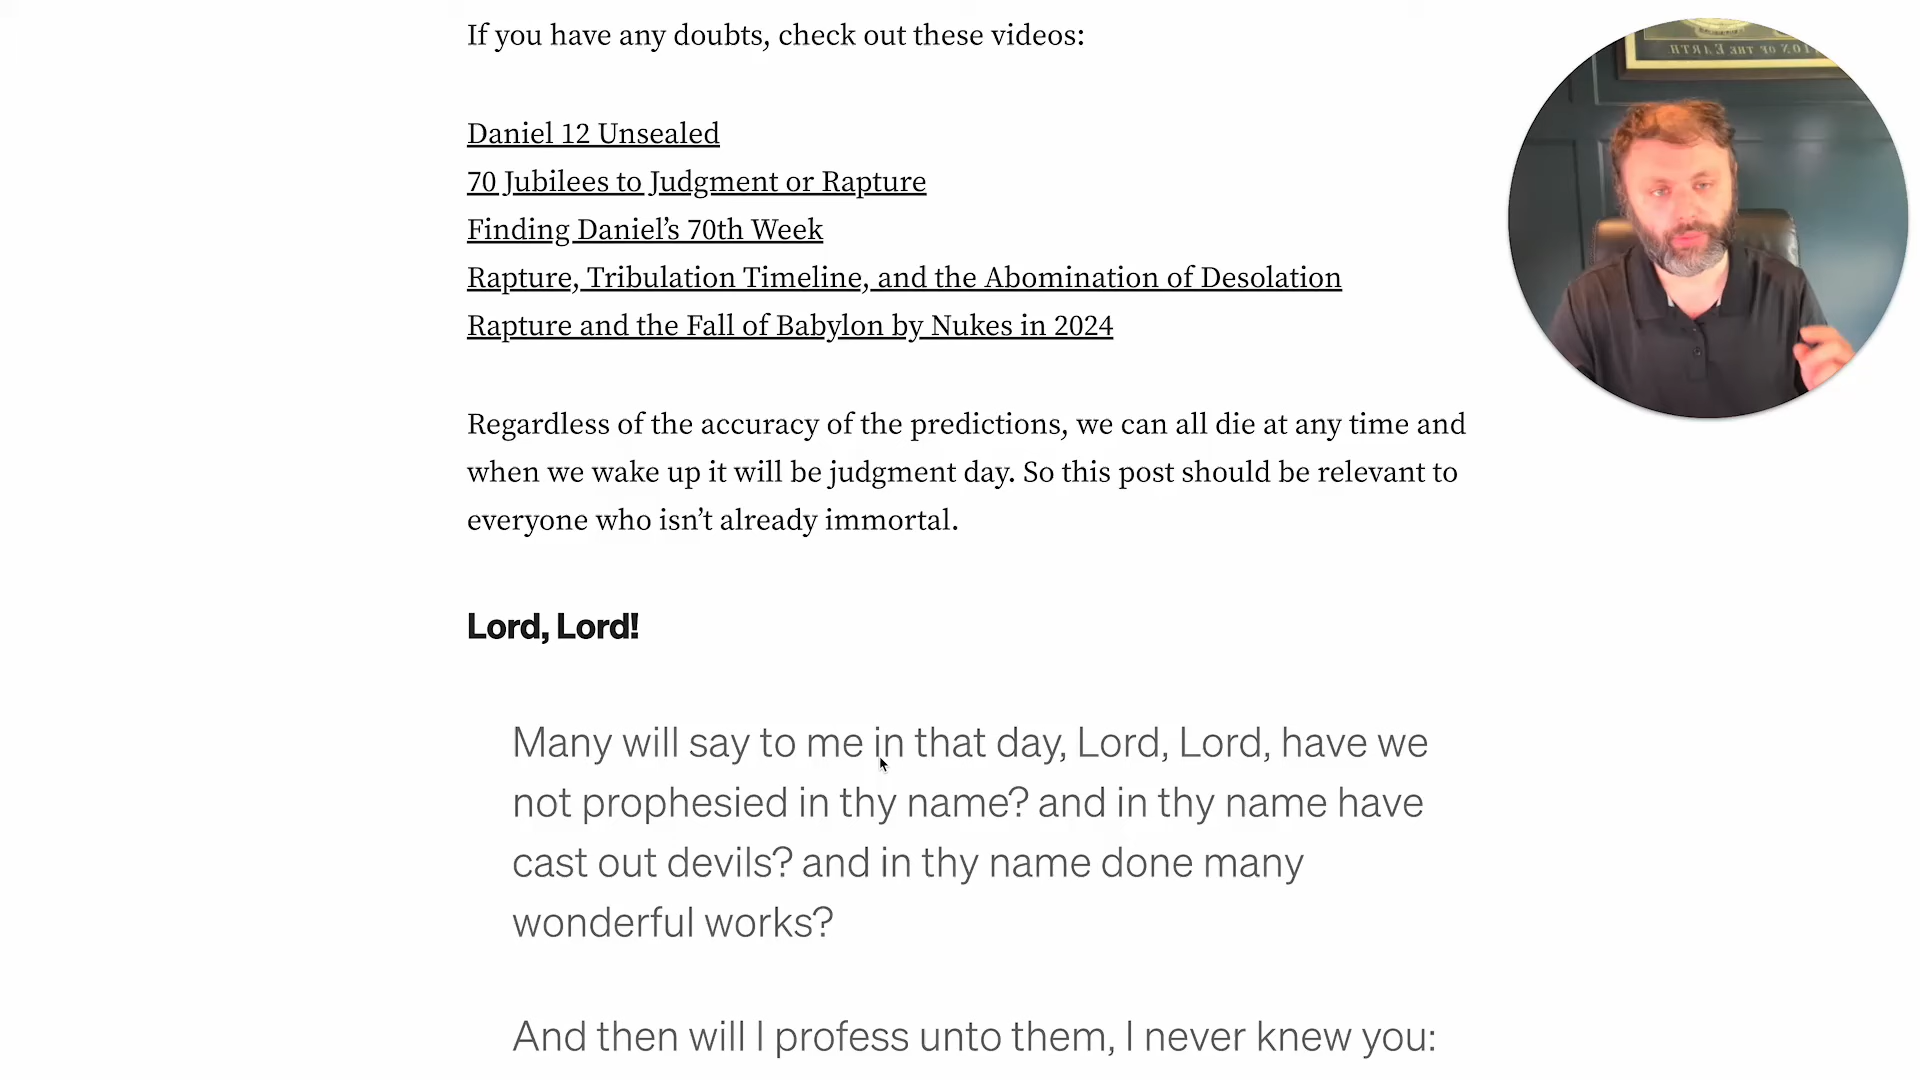 If you have any doubts, check out these videos:
Daniel 12 Unsealed
70 Jubilees to Judgment or Rapture
Finding Daniel’s 70th Week
Rapture, Tribulation Timeline, and the Abomination of Desolation
Rapture and the Fall of Babylon by Nukes in 2024
Regardless of the accuracy of the predictions, we can all die at any time and
when we wake up it will be judgment day. So this post should be relevant to
everyone who isn’t already immortal.
Lord, Lord!
Many will say to me in that day, Lord, Lord, have we
not prophesied in thy name? and in thy name have
cast out devils? and in thy name done many
wonderful works?
And then will I profess unto them, I never knew you:
OF THE EARTH